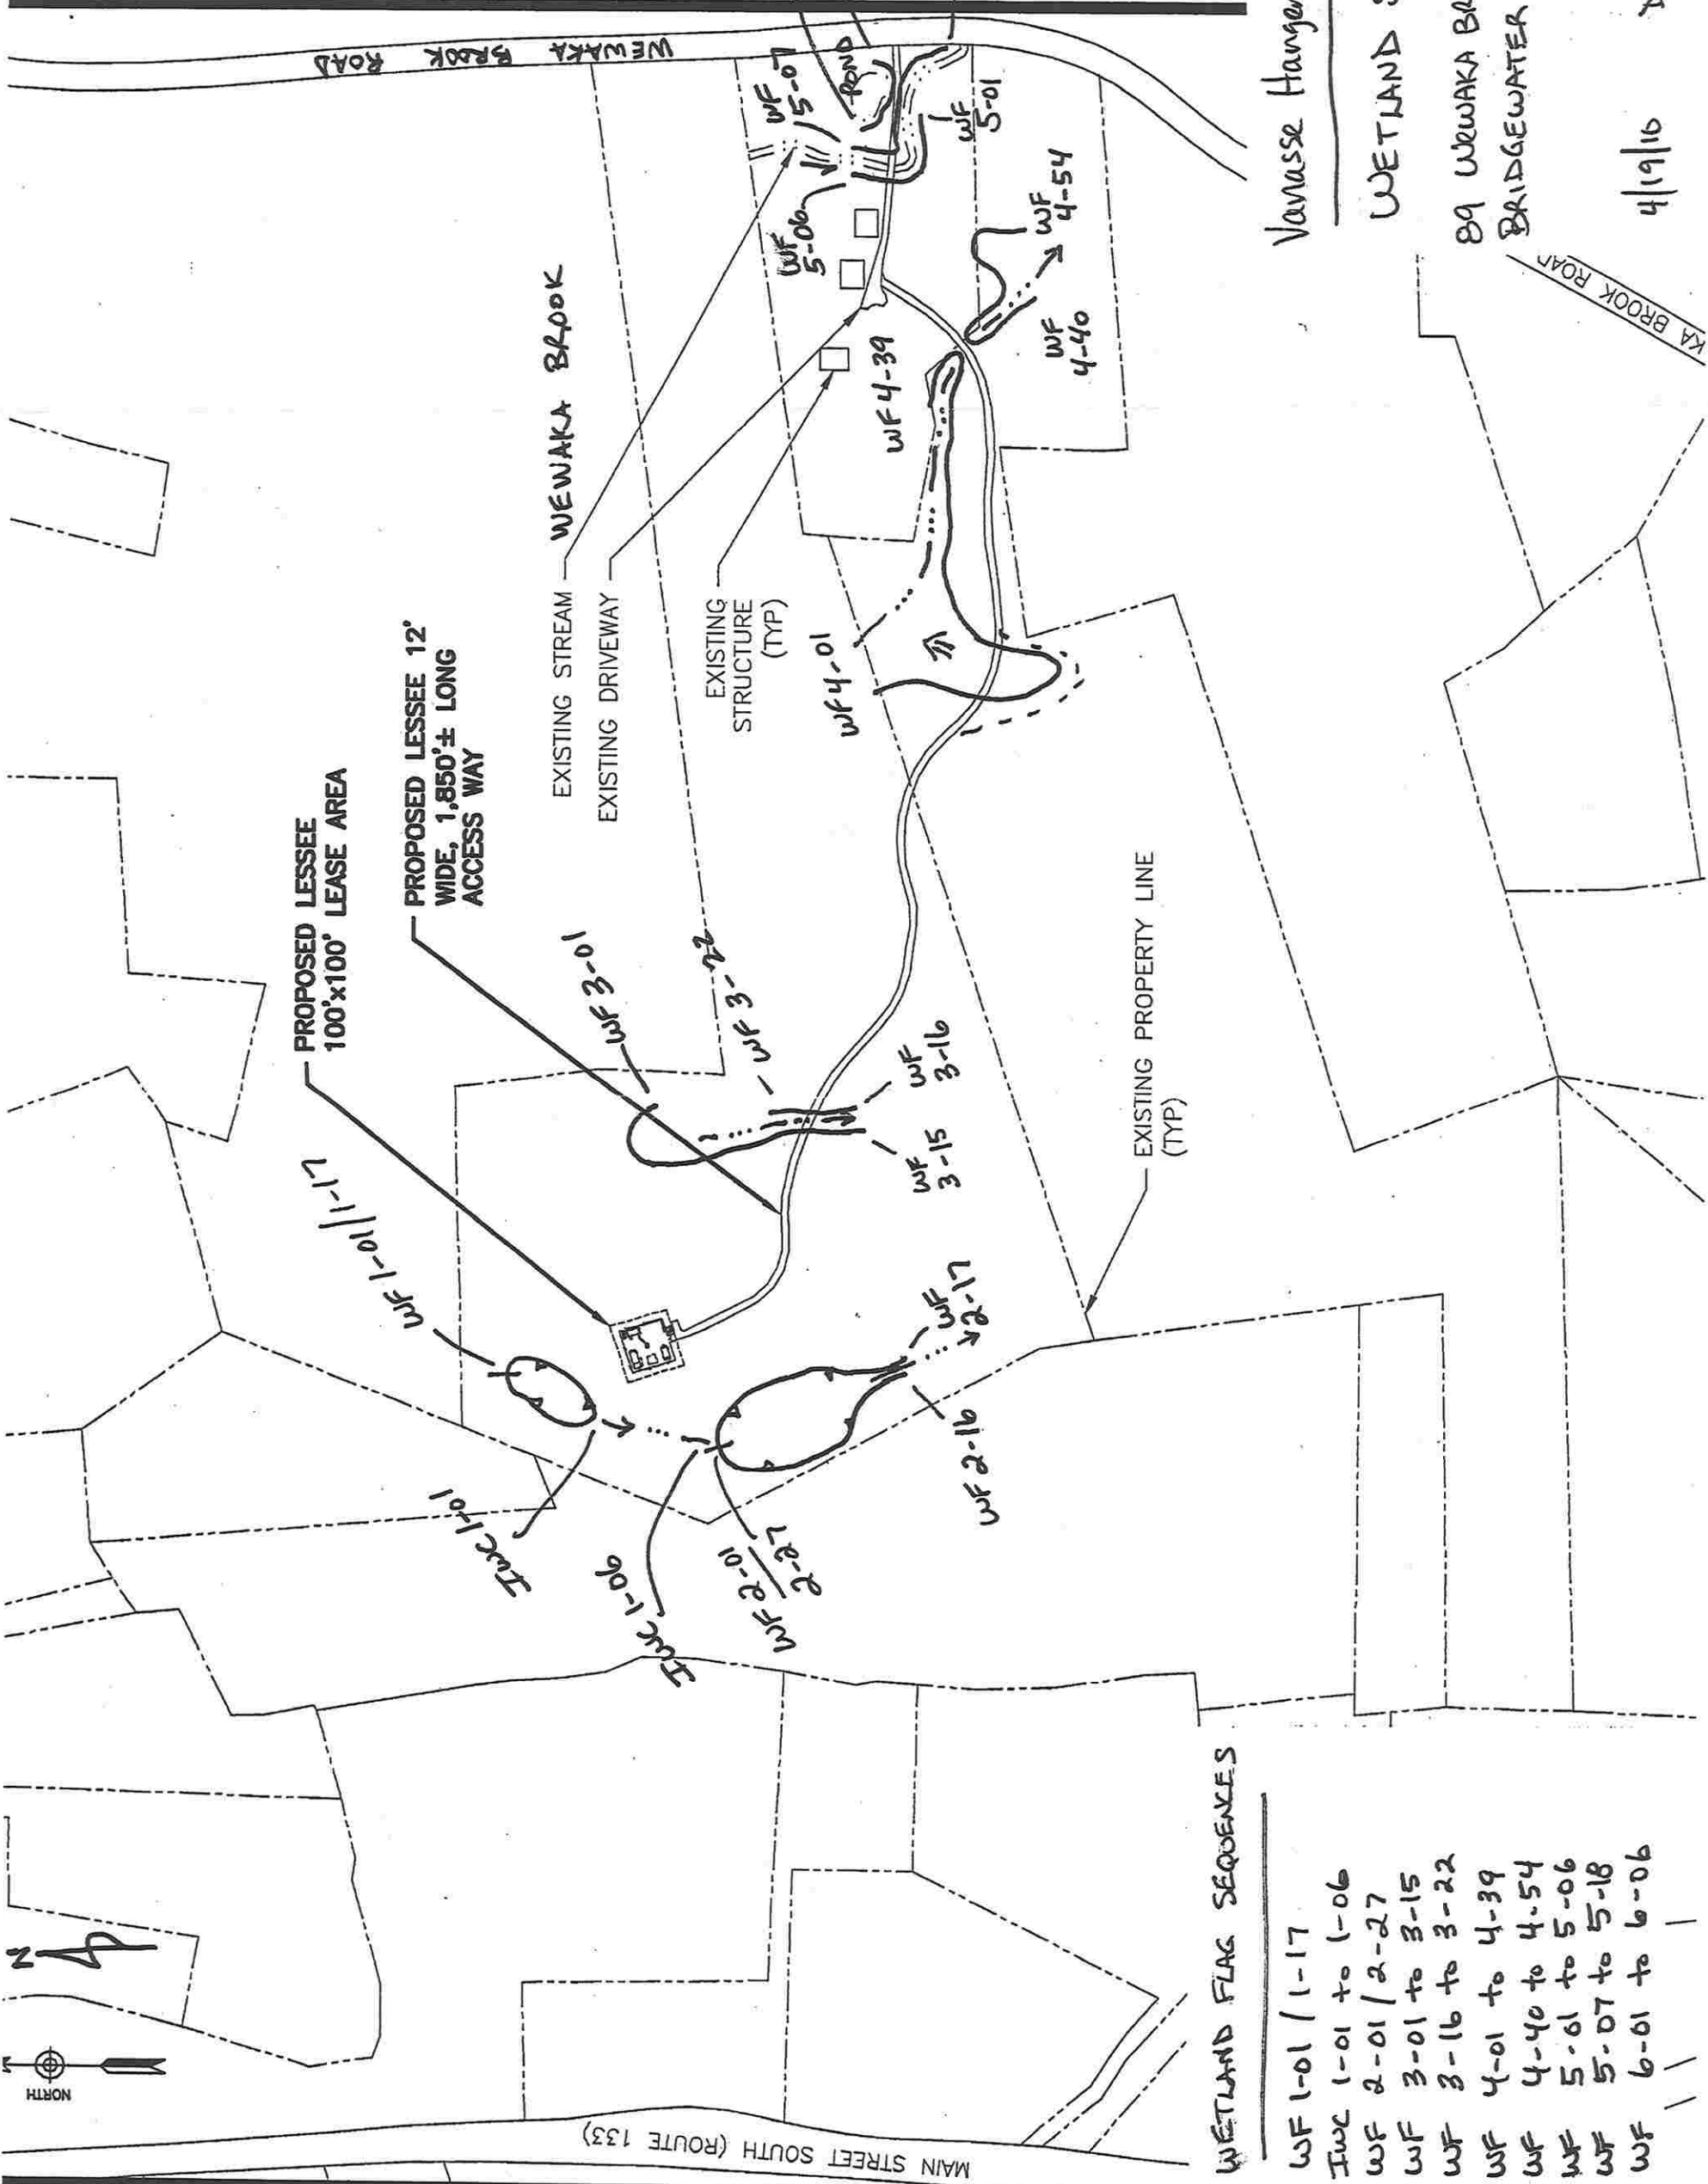 NORTH
N
MAIN STREET SOUTH (ROUTE 133)
WETLAND FLAG SEQUENCES
WF 1-01 / 1-17
IWC 1-01 to 1-06
WF 2-01 / 2-27
WF 3-01 to 3-15
WF 3-16 to 3-22
WF 4-01 to 4-39
WF 4-40 to 4-54
WF 5-01 to 5-06
WF 5-07 to 5-18
WF 6-01 to 6-06
IWC 1-01
IWC 1-06
WF 2-01
2-27
WF 1-01/1-17
WF 2-16
WF
2-17
PROPOSED LESSEE
100'x100' LEASE AREA
PROPOSED LESSEE 12'
WIDE, 1,850'± LONG
ACCESS WAY
WF 3-01
WF 3-22
WF
3-15
WF
3-16
EXISTING PROPERTY LINE
(TYP)
EXISTING STREAM
WEWAKA BROOK
EXISTING DRIVEWAY
EXISTING
STRUCTURE
(TYP)
WF 4-01
WF 4-39
WF
4-40
WF
4-54
WF
5-06
WF
5-07
POND
WF
5-01
WEWAKA BROOK ROAD
KA BROOK ROAD
Vanasse Hangen
WETLAND
89 WEWAKA BR
BRIDGEWATER
4/19/10